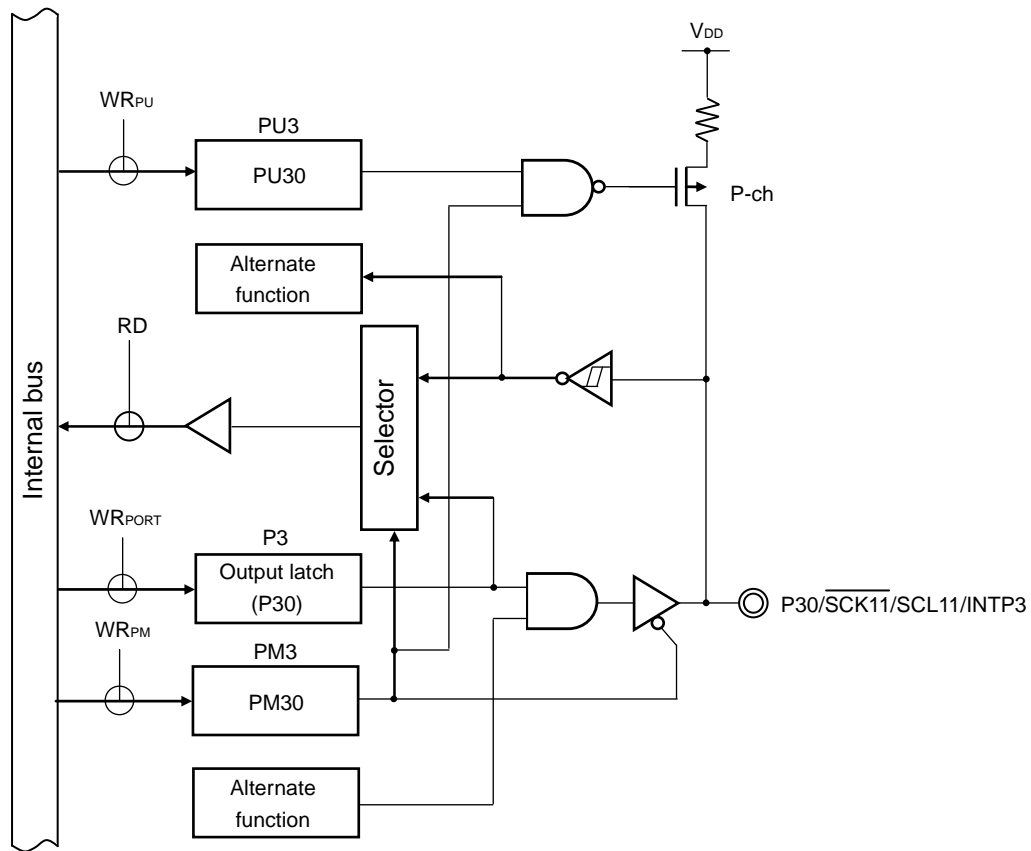 VDD
WRPU
PU3
PU30
P-ch
Alternate
function
RD
Internal bus
Selector
WRPORT
P3
Output latch
(P30)
P30/SCK11/SCL11/INTP3
WRPM
PM3
PM30
Alternate
function